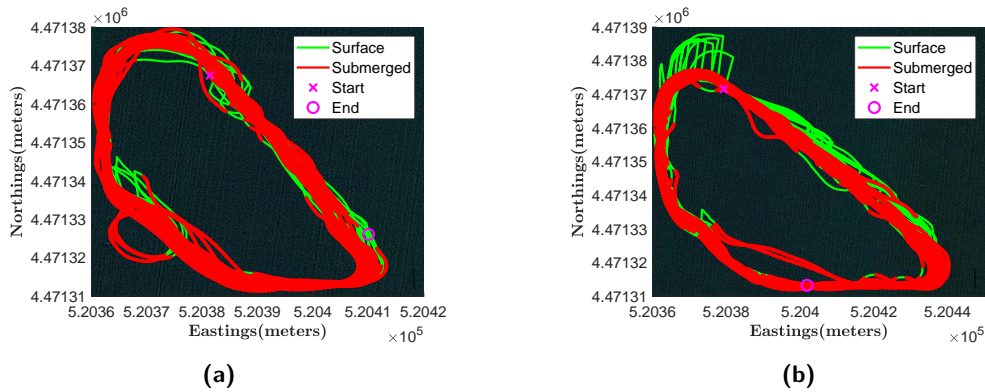 ×10⁶
4.47138
4.47137
4.47136
4.47135
4.47134
4.47133
4.47132
4.47131
Northings(meters)
Surface
Submerged
Start
End
5.2036 5.2037 5.2038 5.2039 5.204 5.2041 5.2042
Eastings(meters)
×10⁵
(a)
×10⁶
4.47139
4.47138
4.47137
4.47136
4.47135
4.47134
4.47133
4.47132
4.47131
Northings(meters)
Surface
Submerged
Start
End
5.2036 5.2038 5.204 5.2042 5.2044
Eastings(meters)
×10⁵
(b)